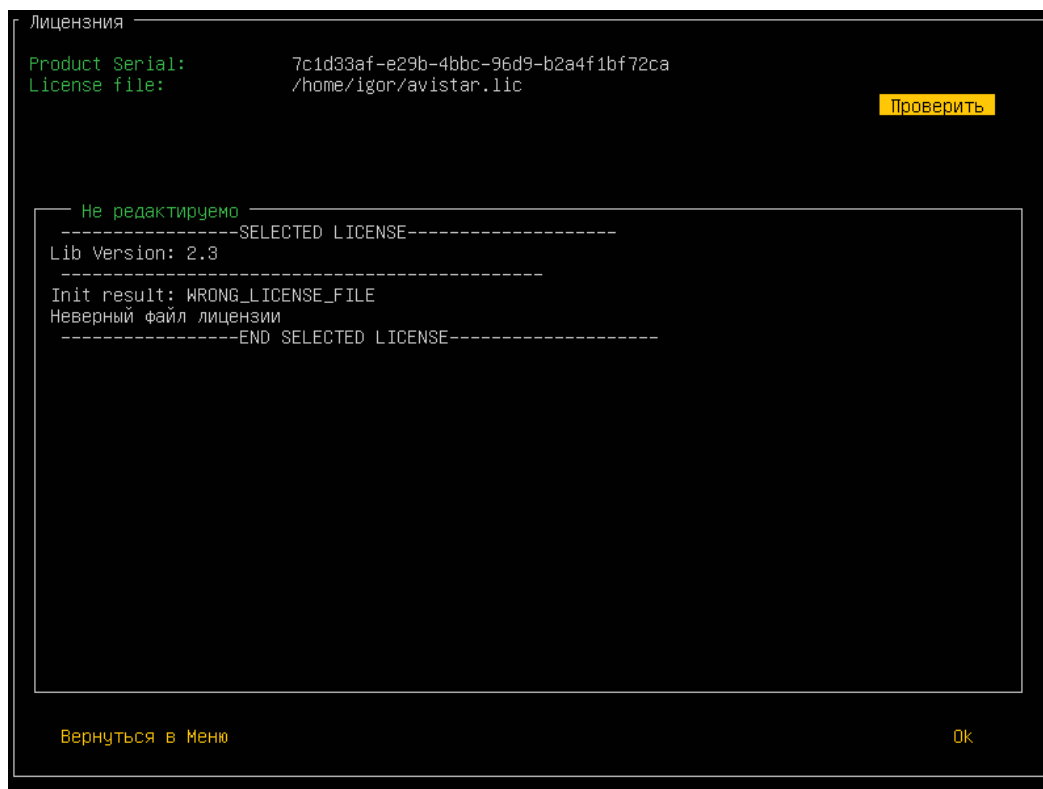 Лицензния
Product Serial: 7c1d33af-e29b-4bbc-96d9-b2a4f1bf72ca
License file: /home/igor/avistar.lic
Проверить
Не редактируемо
-----------------SELECTED LICENSE--------------------
Lib Version: 2.3
----------------------------------------------
Init result: WRONG_LICENSE_FILE
Неверный файл лицензии
-----------------END SELECTED LICENSE--------------------
Вернуться в Меню Ok